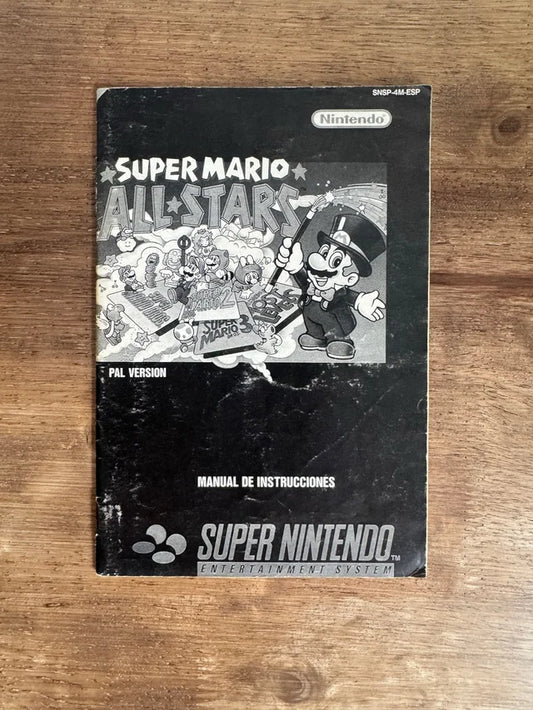 SNSP-4M-ESP
Nintendo®
SUPER MARIO
ALL★STARS
SUPER
MARIO 3
PAL VERSION
MANUAL DE INSTRUCCIONES
SUPER NINTENDO TM
ENTERTAINMENT SYSTEM